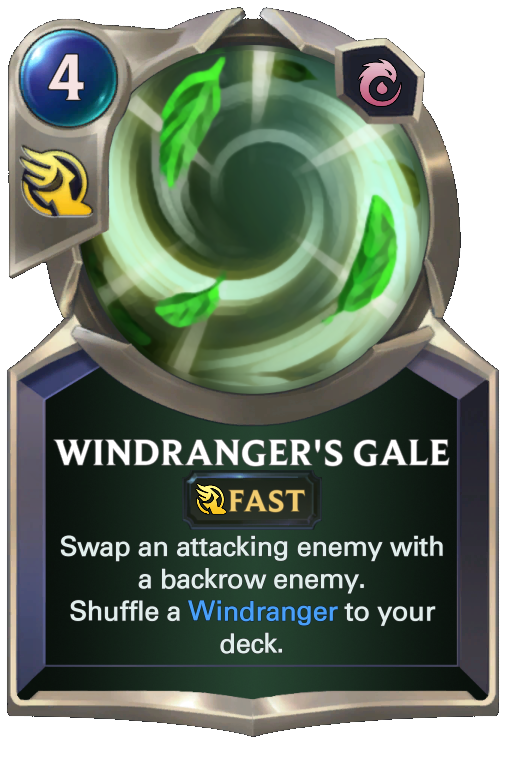 4
WINDRANGER'S GALE
FAST
Swap an attacking enemy with
a backrow enemy.
Shuffle a Windranger to your
deck.